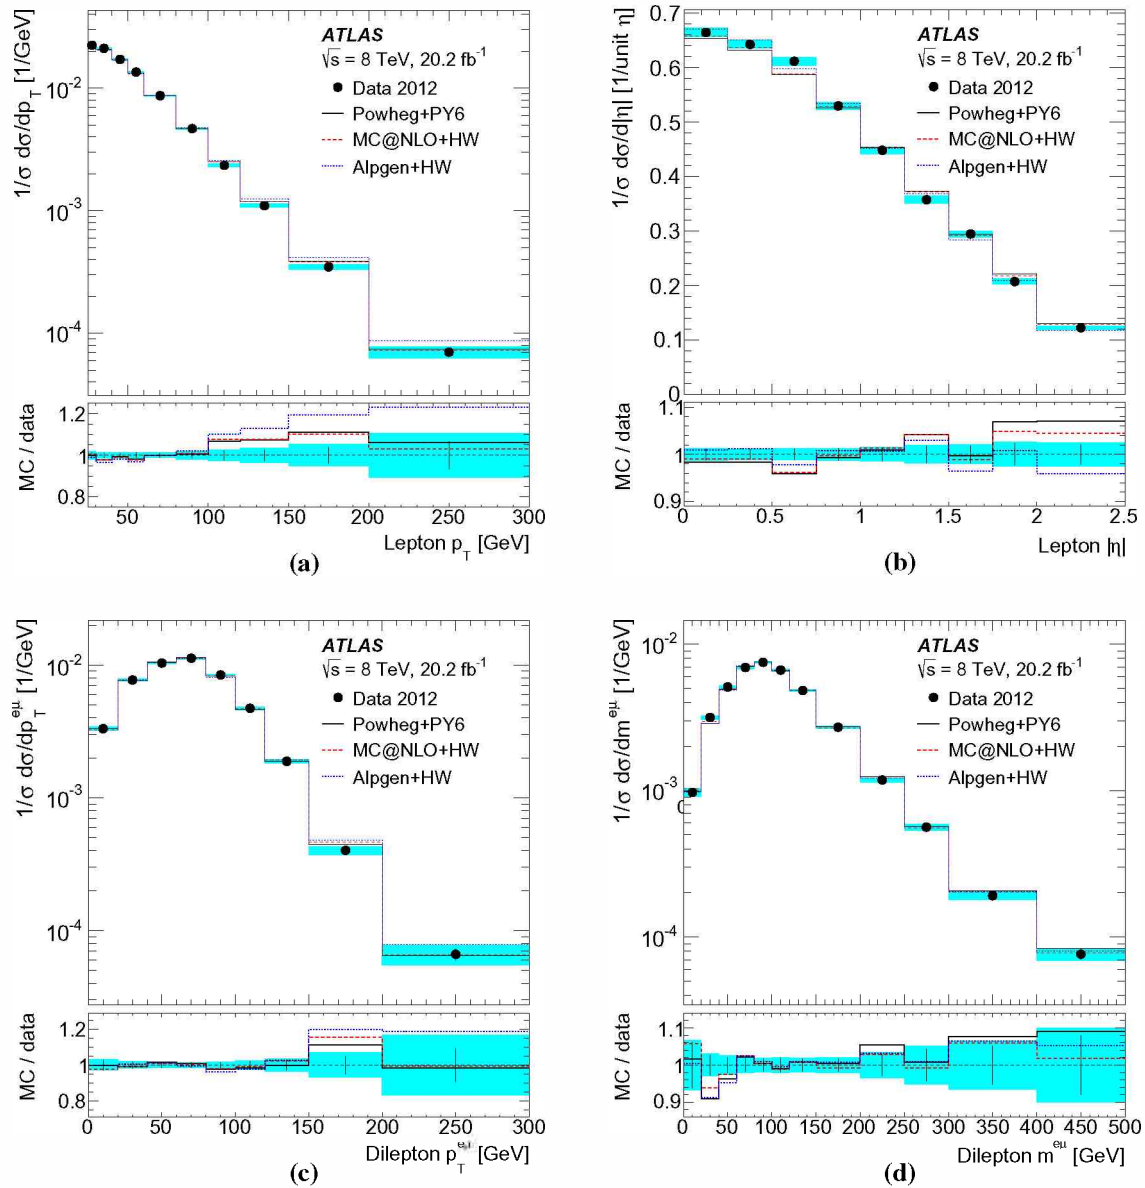 ATLAS
√s = 8 TeV, 20.2 fb⁻¹
Data 2012
Powheg+PY6
MC@NLO+HW
Alpgen+HW
1/σ dσ/dp_T [1/GeV]
10⁻²
10⁻³
10⁻⁴
MC / data
1.2
1
0.8
50 100 150 200 250 300
Lepton p_T [GeV]
(a)
ATLAS
√s = 8 TeV, 20.2 fb⁻¹
Data 2012
Powheg+PY6
MC@NLO+HW
Alpgen+HW
1/σ dσ/d|η| [1/unit η]
0.7
0.6
0.5
0.4
0.3
0.2
0.1
0
MC / data
1.1
1
0.9
0 0.5 1 1.5 2 2.5
Lepton |η|
(b)
ATLAS
√s = 8 TeV, 20.2 fb⁻¹
Data 2012
Powheg+PY6
MC@NLO+HW
Alpgen+HW
1/σ dσ/dp_T^eμ [1/GeV]
10⁻²
10⁻³
10⁻⁴
MC / data
1.2
1
0.8
0 50 100 150 200 250 300
Dilepton p_T^eμ [GeV]
(c)
ATLAS
√s = 8 TeV, 20.2 fb⁻¹
Data 2012
Powheg+PY6
MC@NLO+HW
Alpgen+HW
1/σ dσ/dm^eμ [1/GeV]
10⁻²
10⁻³
10⁻⁴
MC / data
1.1
1
0.9
0 50 100 150 200 250 300 350 400 450 500
Dilepton m^eμ [GeV]
(d)